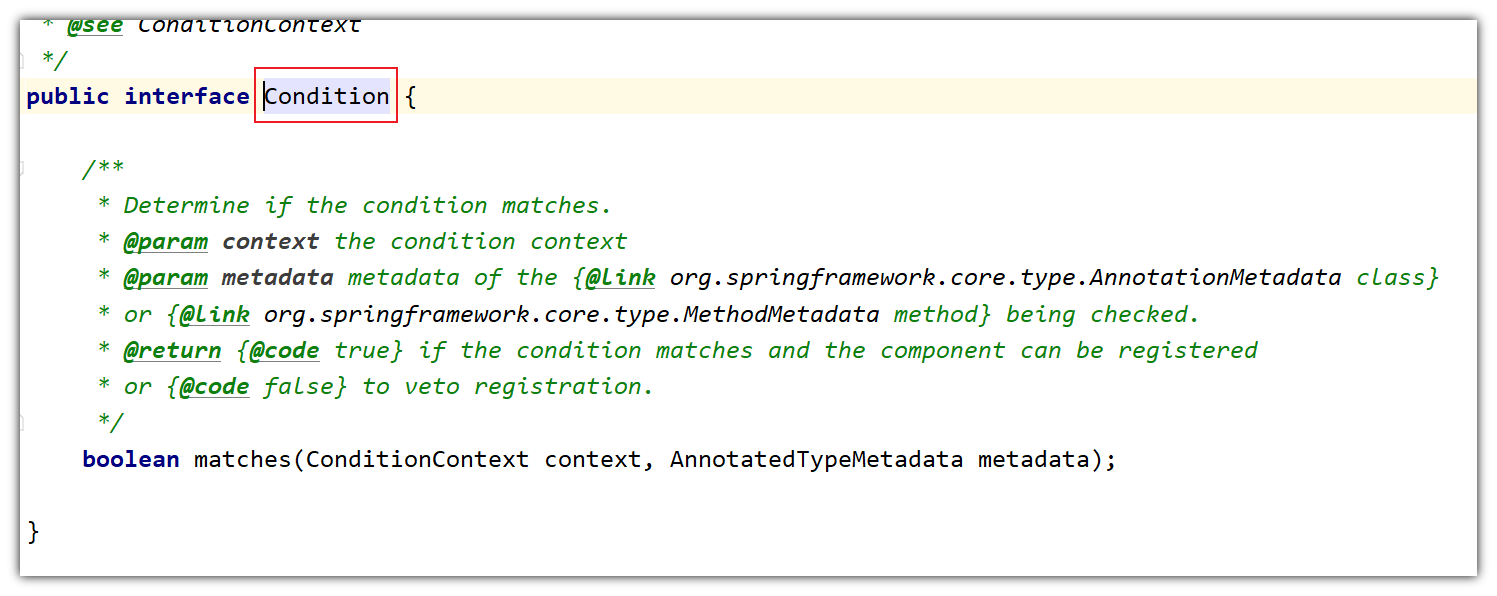 * @see ConditionContext
*/
public interface Condition {
/**
* Determine if the condition matches.
* @param context the condition context
* @param metadata metadata of the {@link org.springframework.core.type.AnnotationMetadata class}
* or {@link org.springframework.core.type.MethodMetadata method} being checked.
* @return {@code true} if the condition matches and the component can be registered
* or {@code false} to veto registration.
*/
boolean matches(ConditionContext context, AnnotatedTypeMetadata metadata);
}